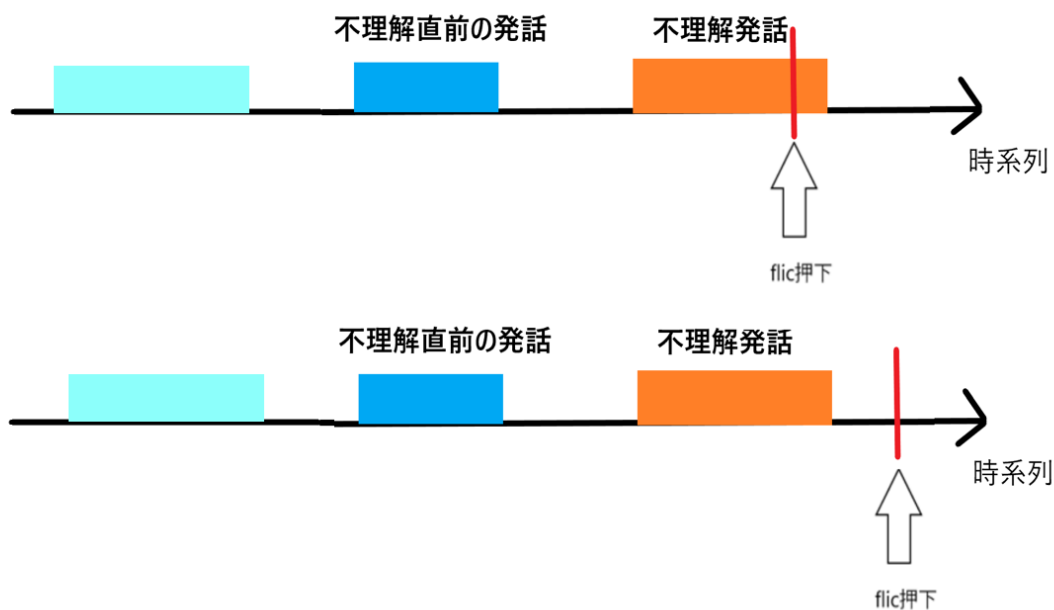 不理解直前の発話
不理解発話
時系列
flic押下
不理解直前の発話
不理解発話
時系列
flic押下